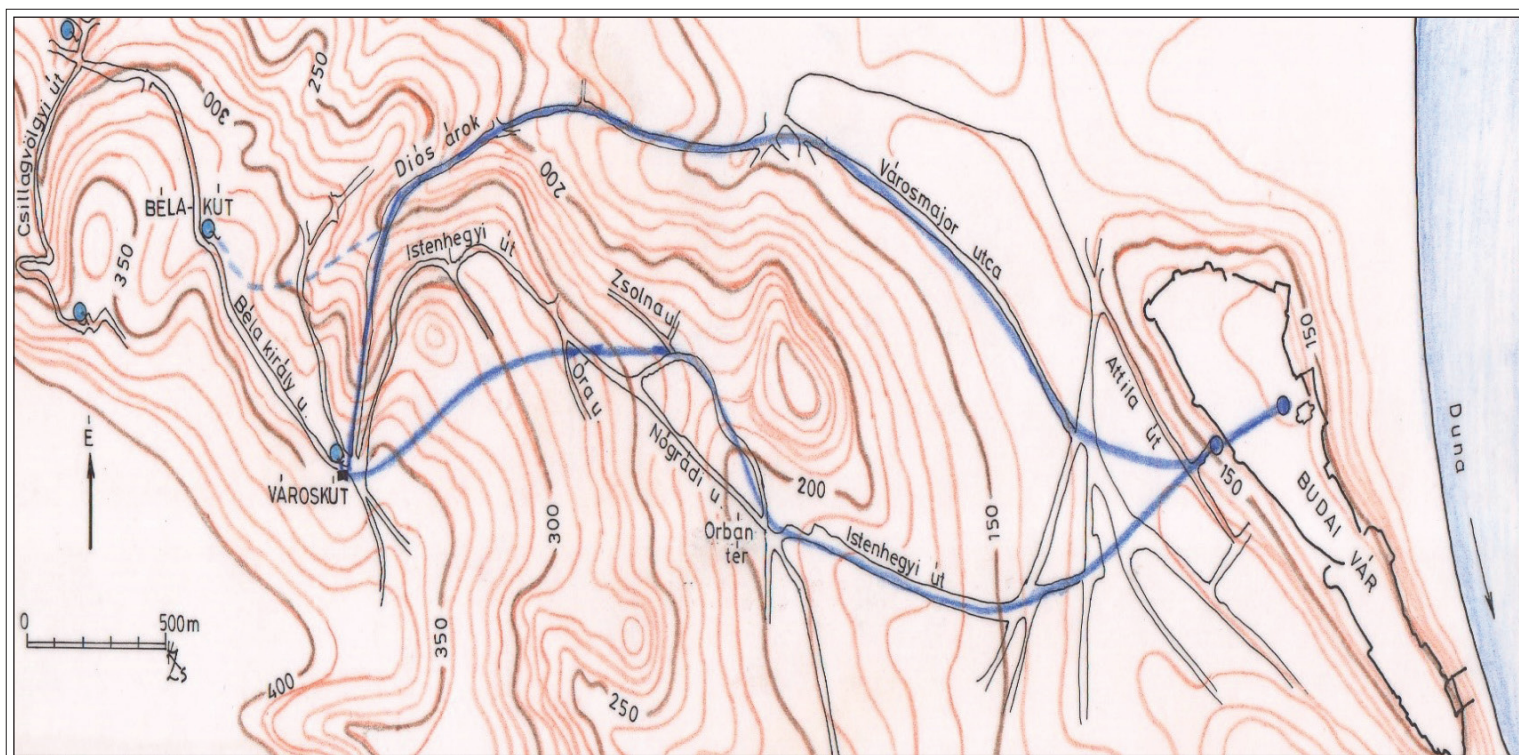 Csillagvölgyi út
300
250
BÉLA-KÚT
350
Diós árok
200
Istenhegyi út
Béla király u.
Zsolna u.
Óra u.
Városmajor utca
Attila út
150
É
VÁROSKÚT
Nógrádi u.
200
Orbán
tér
Istenhegyi út
300
150
150
BUDAI VÁR
Duna
0 500m
350
400
250